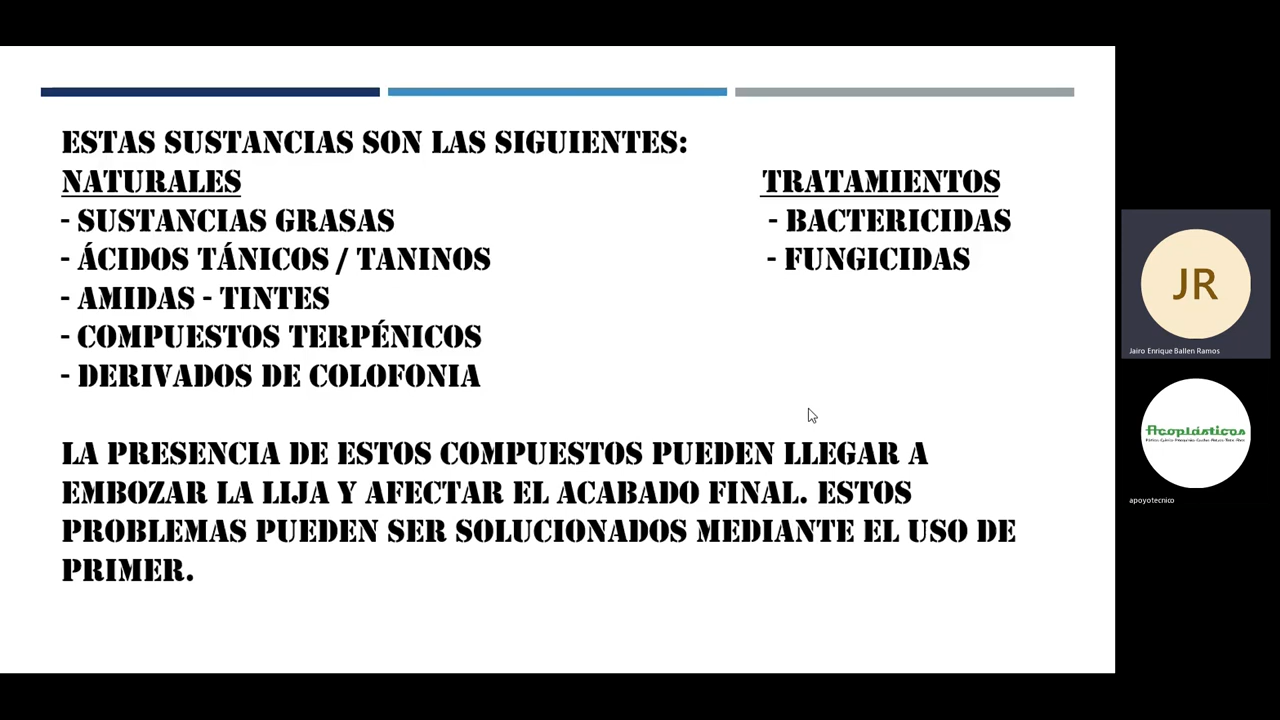 ESTAS SUSTANCIAS SON LAS SIGUIENTES:
NATURALES TRATAMIENTOS
- SUSTANCIAS GRASAS - BACTERICIDAS
- ÁCIDOS TÁNICOS / TANINOS - FUNGICIDAS
- AMIDAS - TINTES
- COMPUESTOS TERPÉNICOS
- DERIVADOS DE COLOFONIA
LA PRESENCIA DE ESTOS COMPUESTOS PUEDEN LLEGAR A
EMBOZAR LA LIJA Y AFECTAR EL ACABADO FINAL. ESTOS
PROBLEMAS PUEDEN SER SOLUCIONADOS MEDIANTE EL USO DE
PRIMER.
JR
Jairo Enrique Ballen Ramos
Acoplásticos
apoyotecnico